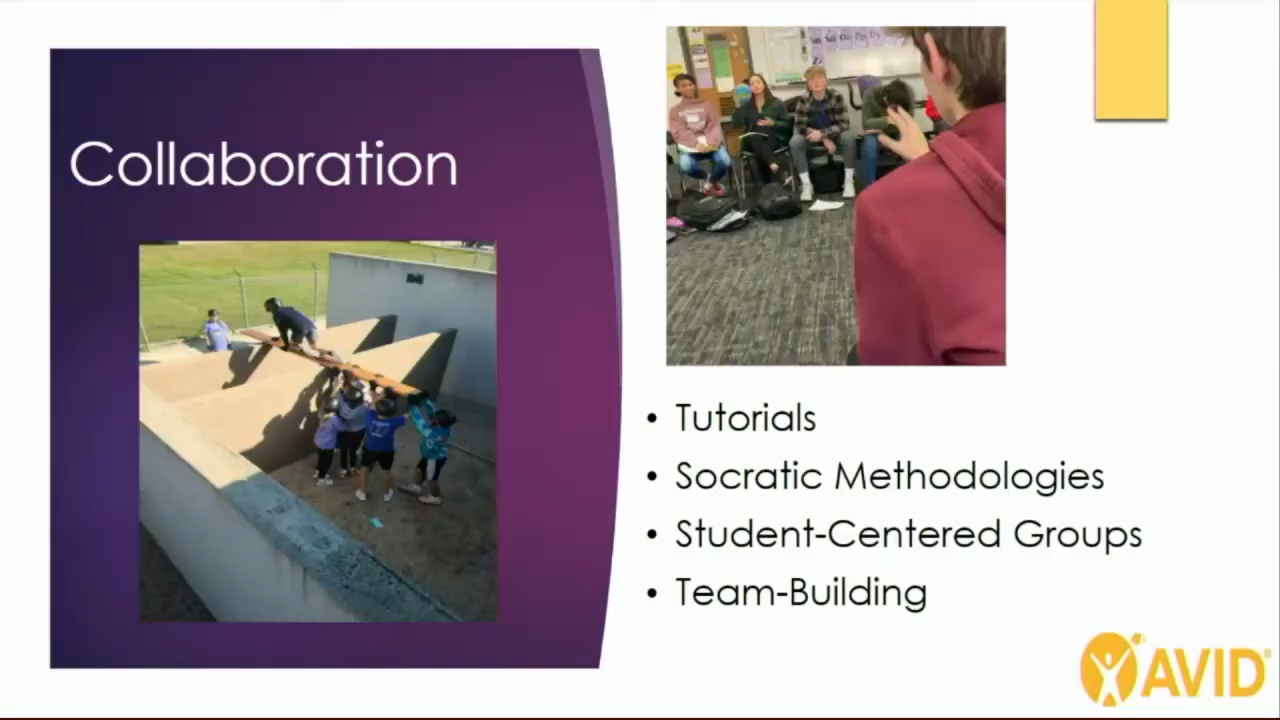 Collaboration
• Tutorials
• Socratic Methodologies
• Student-Centered Groups
• Team-Building
AVID